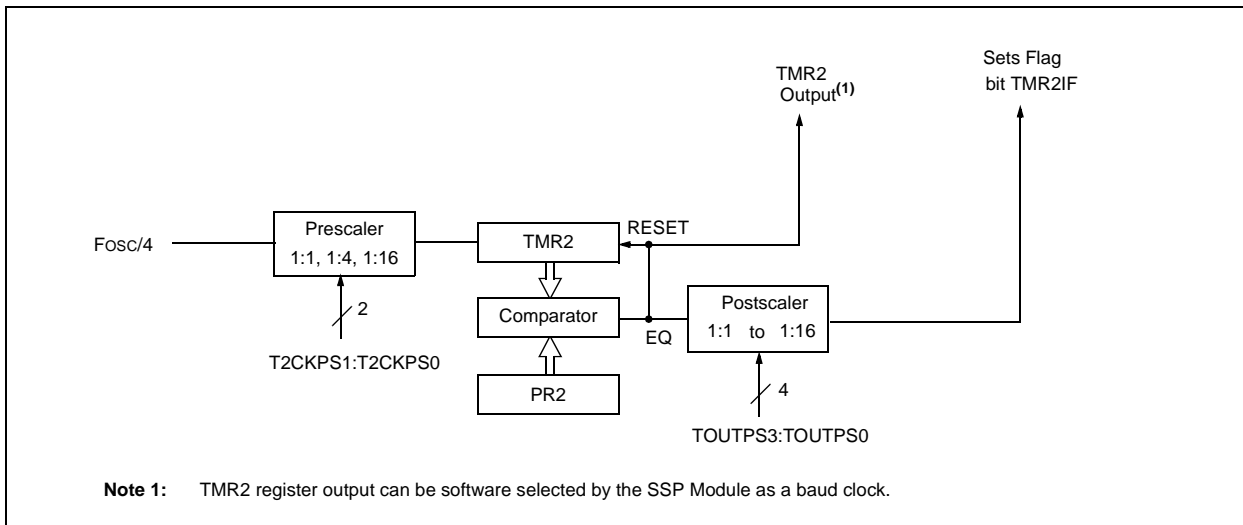 Sets Flag
bit TMR2IF
TMR2
Output(1)
RESET
Prescaler
1:1, 1:4, 1:16
FOSC/4
TMR2
2
T2CKPS1:T2CKPS0
Comparator
EQ
Postscaler
1:1 to 1:16
PR2
4
TOUTPS3:TOUTPS0
Note 1: TMR2 register output can be software selected by the SSP Module as a baud clock.